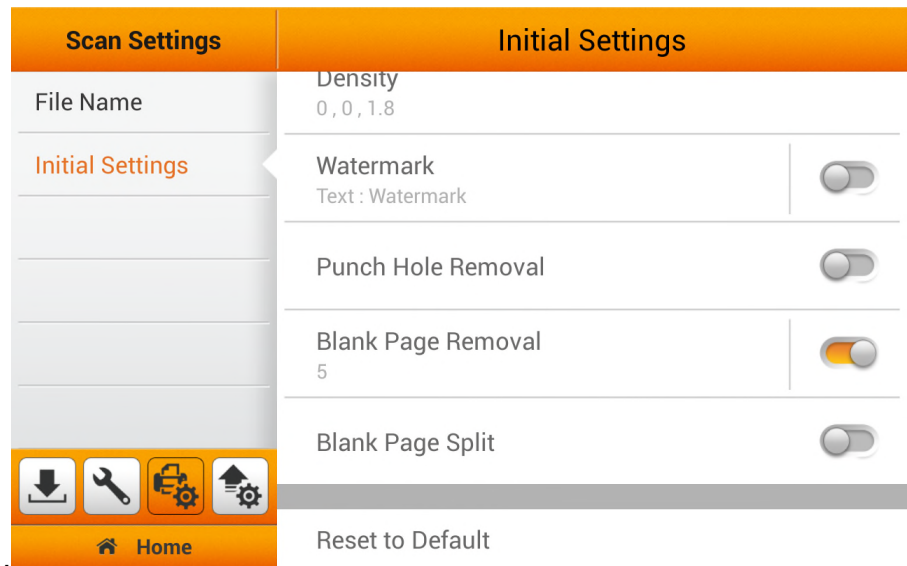 Scan Settings
Initial Settings
File Name
Initial Settings
Home
Density
0 , 0 , 1.8
Watermark
Text : Watermark
Punch Hole Removal
Blank Page Removal
5
Blank Page Split
Reset to Default